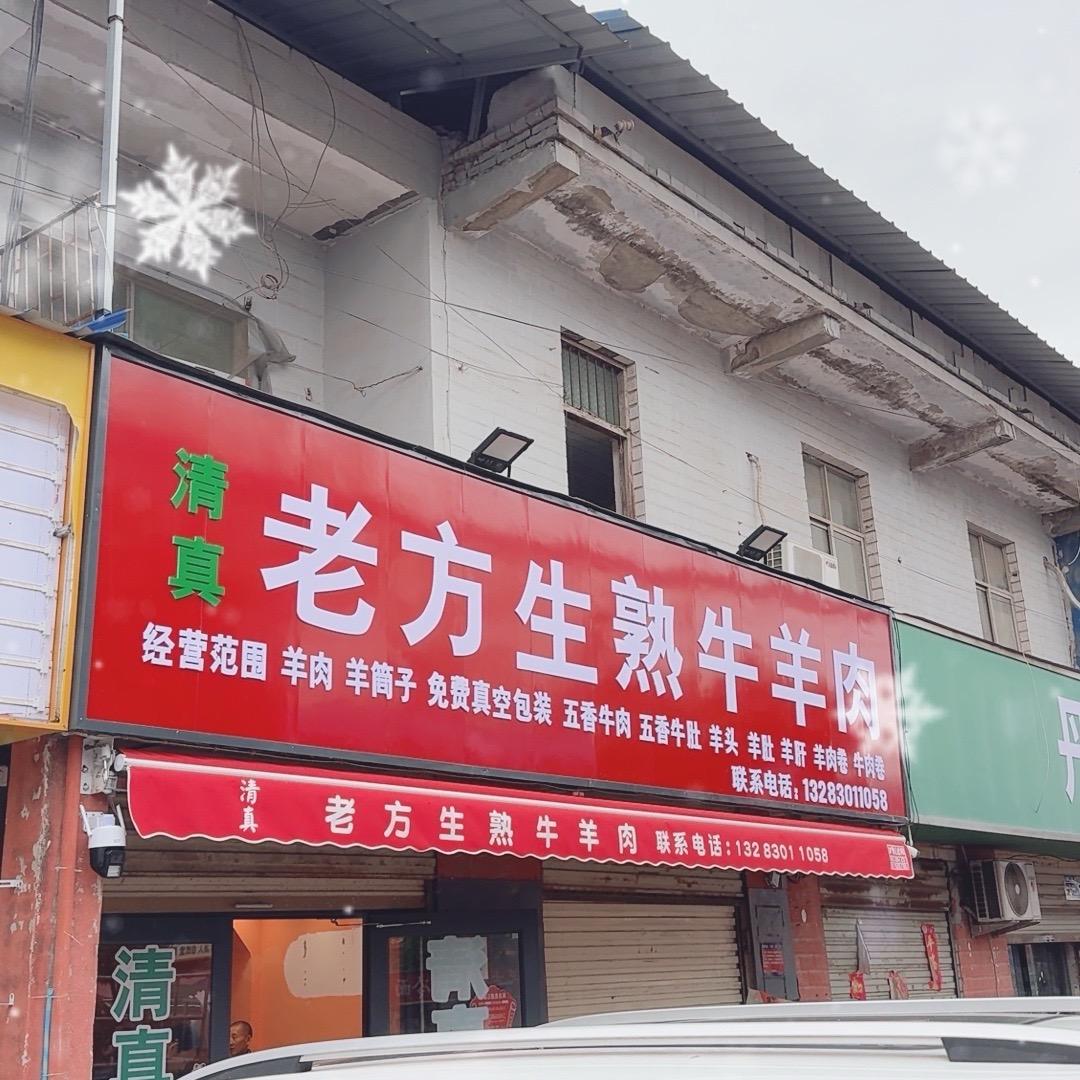 清真
老方生熟牛羊肉
经营范围 羊肉 羊筒子 免费真空包装 五香牛肉 五香牛肚 羊头 羊肚 羊肝 羊肉卷 牛肉卷
联系电话：13283011058
清真 老方生熟牛羊肉 联系电话：13283011058
清真
清真